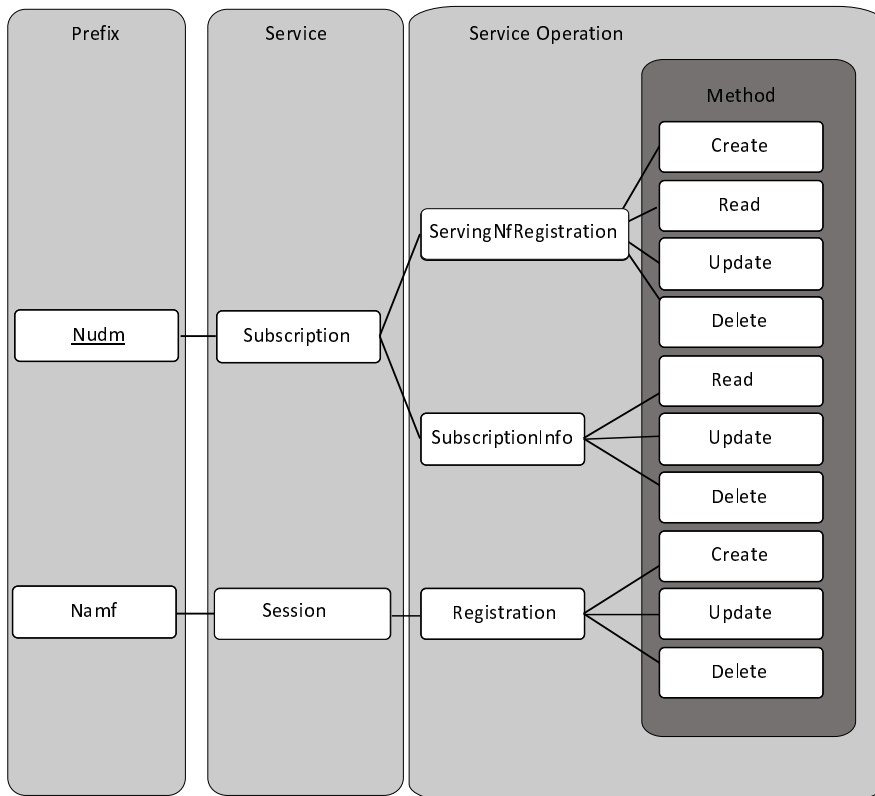 Prefix
Service
Service Operation
Method
Create
Read
ServingNfRegistration
Update
Delete
Nudm
Subscription
Read
SubscriptionInfo
Update
Delete
Create
Namf
Session
Registration
Update
Delete